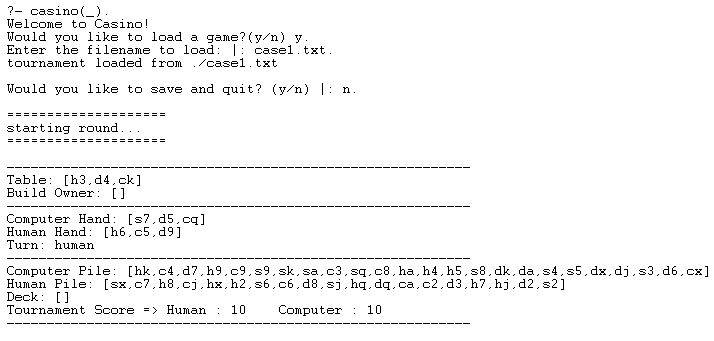 ?- casino(_).
Welcome to Casino!
Would you like to load a game?(y/n) y.
Enter the filename to load: |: case1.txt.
tournament loaded from ./case1.txt
Would you like to save and quit? (y/n) |: n.
====================
starting round...
====================
----------------------------------------------------------
Table: [h3,d4,ck]
Build Owner: []
----------------------------------------------------------
Computer Hand: [s7,d5,cq]
Human Hand: [h6,c5,d9]
Turn: human
----------------------------------------------------------
Computer Pile: [hk,c4,d7,h9,c9,s9,sk,sa,c3,sq,c8,ha,h4,h5,s8,dk,da,s4,s5,dx,dj,s3,d6,cx]
Human Pile: [sx,c7,h8,cj,hx,h2,s6,c6,d8,sj,hq,dq,ca,c2,d3,h7,hj,d2,s2]
Deck: []
Tournament Score => Human : 10    Computer : 10
----------------------------------------------------------